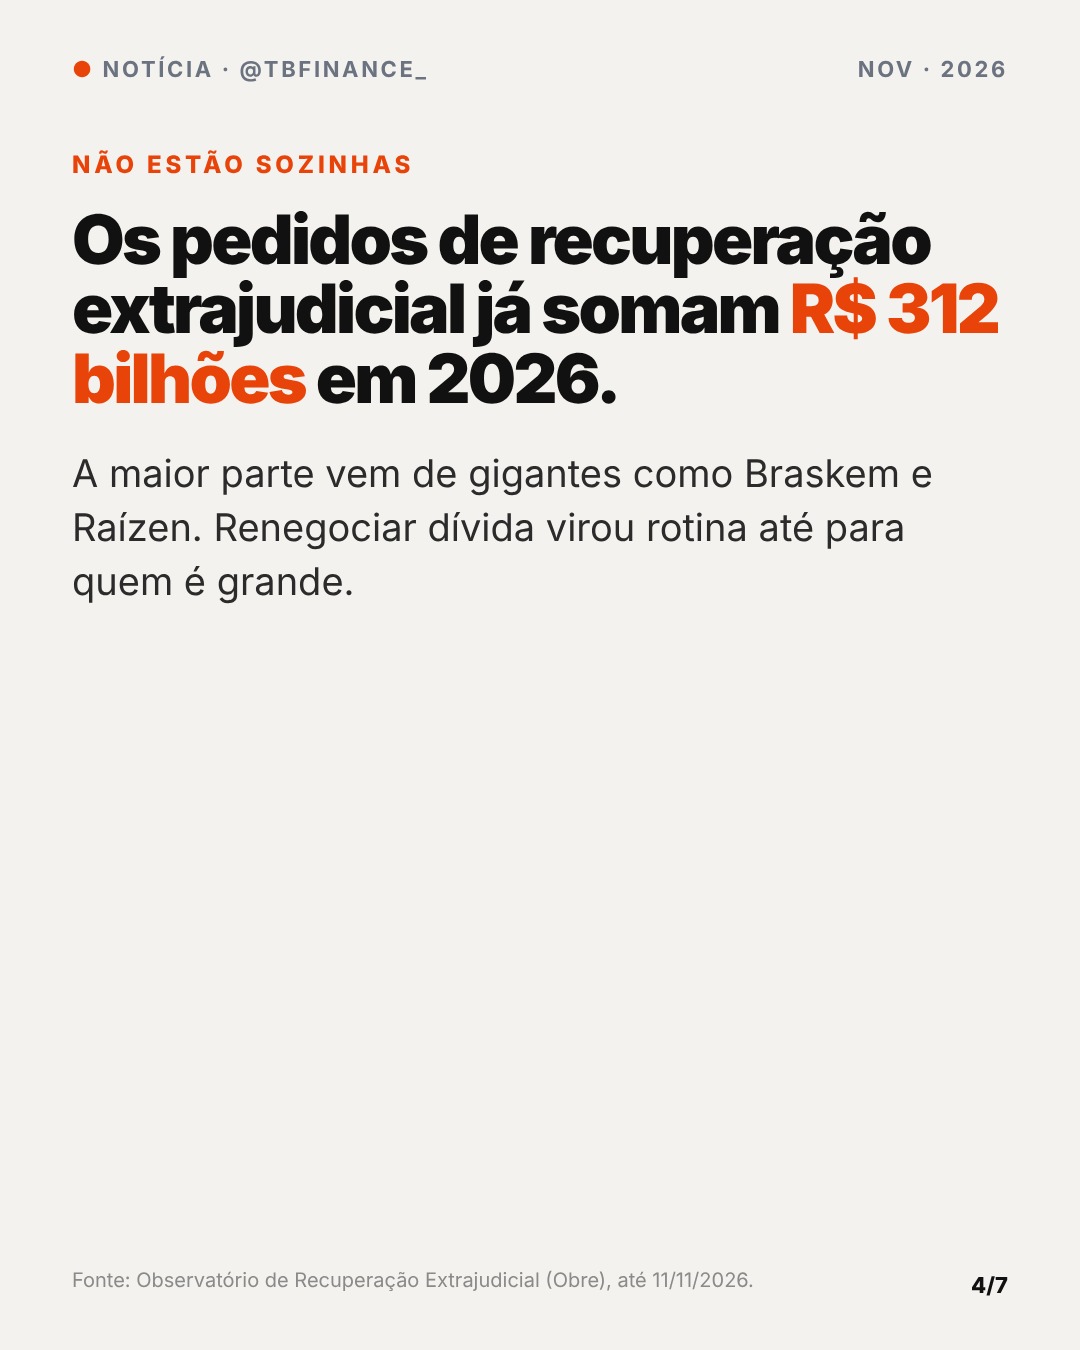 NOTÍCIA · @TBFINANCE_
NOV · 2026
NÃO ESTÃO SOZINHAS
Os pedidos de recuperação
extrajudicial já somam R$ 312
bilhões em 2026.
A maior parte vem de gigantes como Braskem e
Raízen. Renegociar dívida virou rotina até para
quem é grande.
Fonte: Observatório de Recuperação Extrajudicial (Obre), até 11/11/2026.
4/7